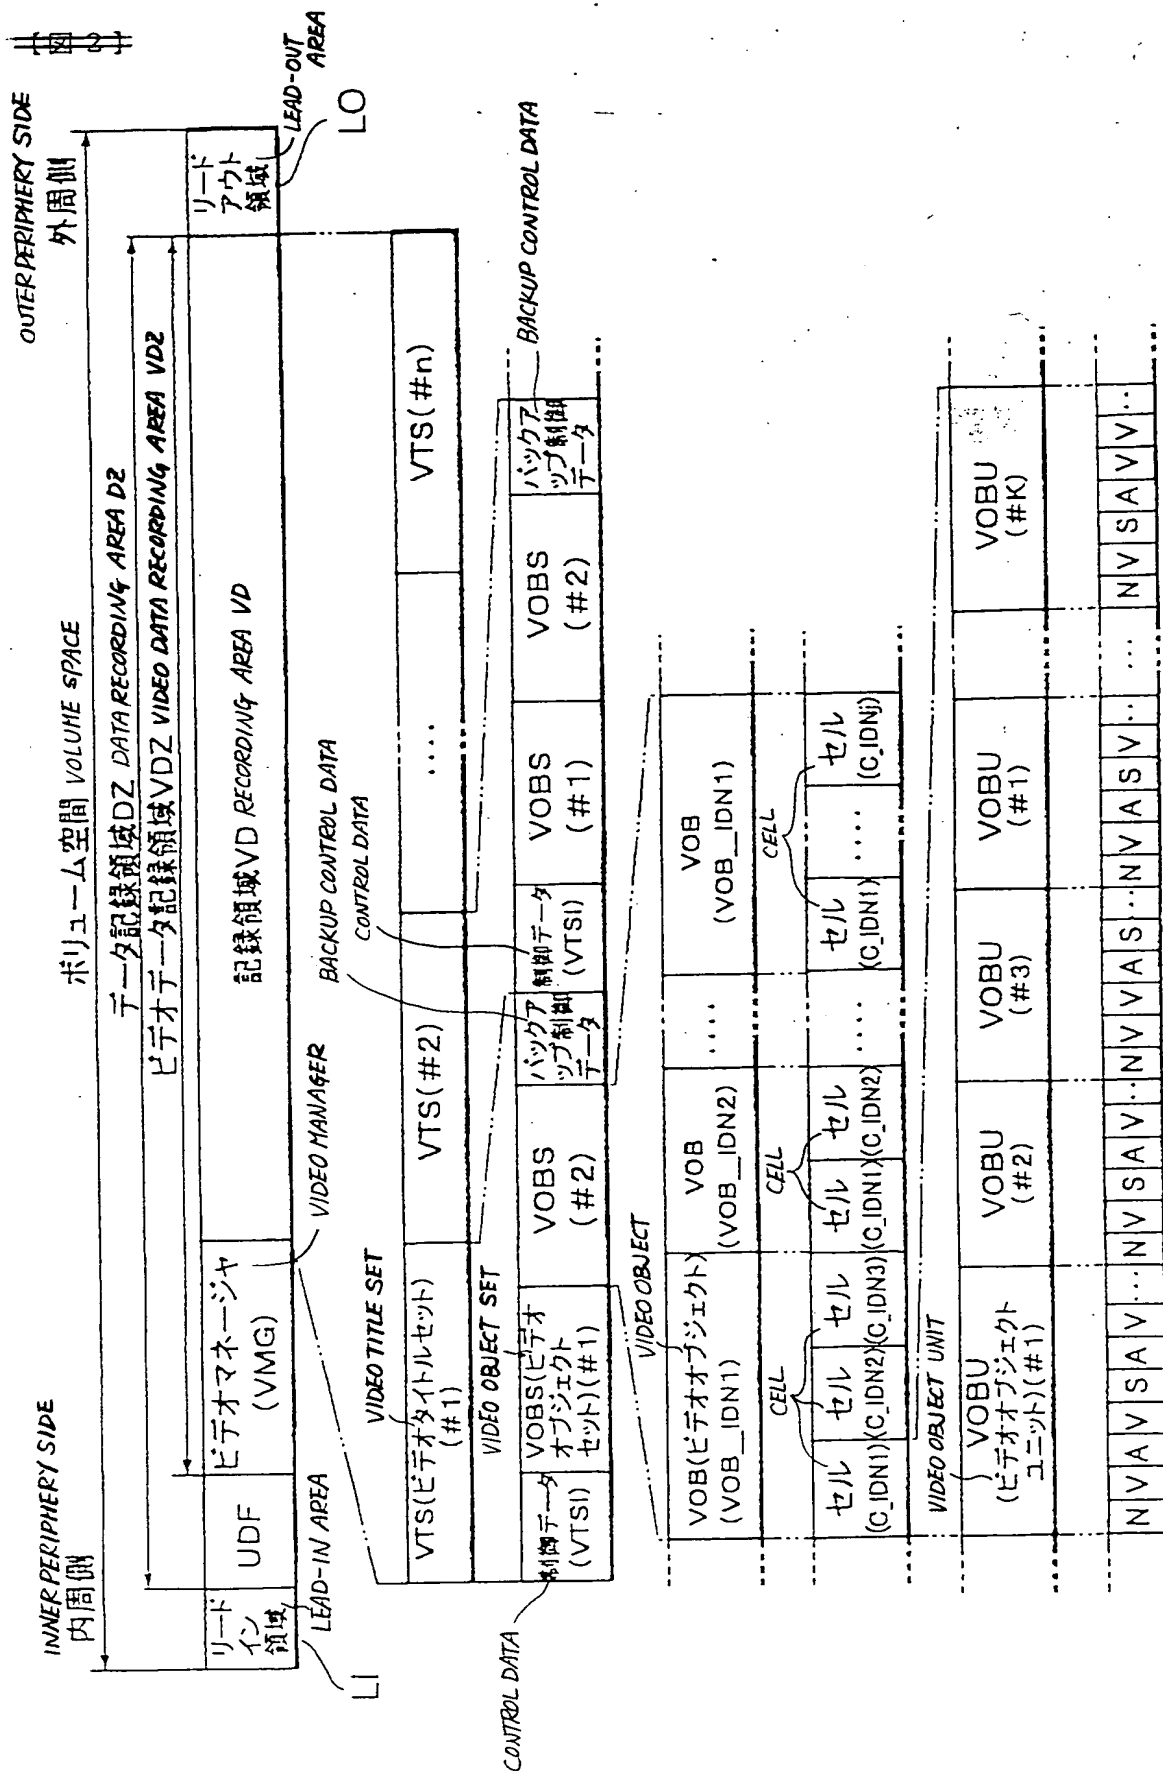 【図2】
INNER PERIPHERY SIDE
内周側
OUTER PERIPHERY SIDE
外周側
ボリューム空間 VOLUME SPACE
データ記録領域DZ DATA RECORDING AREA DZ
ビデオデータ記録領域VDZ VIDEO DATA RECORDING AREA VDZ
リード
イン
領域
LEAD-IN AREA
LI
UDF
ビデオマネージャ
(VMG)
VIDEO MANAGER
記録領域VD RECORDING AREA VD
リード
アウト
領域
LEAD-OUT
AREA
LO
VIDEO TITLE SET
VTS(ビデオタイトルセット)
(#1)
VTS(#2)
....
VTS(#n)
VIDEO OBJECT SET
BACKUP CONTROL DATA
CONTROL DATA
BACKUP CONTROL DATA
CONTROL DATA
制御データ
(VTSI)
VOBS(ビデオ
オブジェクト
セット)(#1)
VOBS
(#2)
バックア
ップ制御
データ
制御データ
(VTSI)
VOBS
(#1)
VOBS
(#2)
バックア
ップ制御
データ
VIDEO OBJECT
VOB(ビデオオブジェクト)
(VOB_IDN1)
VOB
(VOB_IDN2)
....
VOB
(VOB_IDN1)
CELL
CELL
CELL
セル
(C_IDN1)
セル
(C_IDN2)
セル
(C_IDN3)
セル
(C_IDN1)
セル
(C_IDN2)
....
セル
(C_IDN1)
....
セル
(C_IDNj)
VIDEO OBJECT UNIT
VOBU
(ビデオオブジェクト
ユニット)(#1)
VOBU
(#2)
VOBU
(#3)
VOBU
(#1)
VOBU
(#K)
N V A V S A V ... N V S A V .. N V V A S ... N V A S V .. ... N V S A V V ..